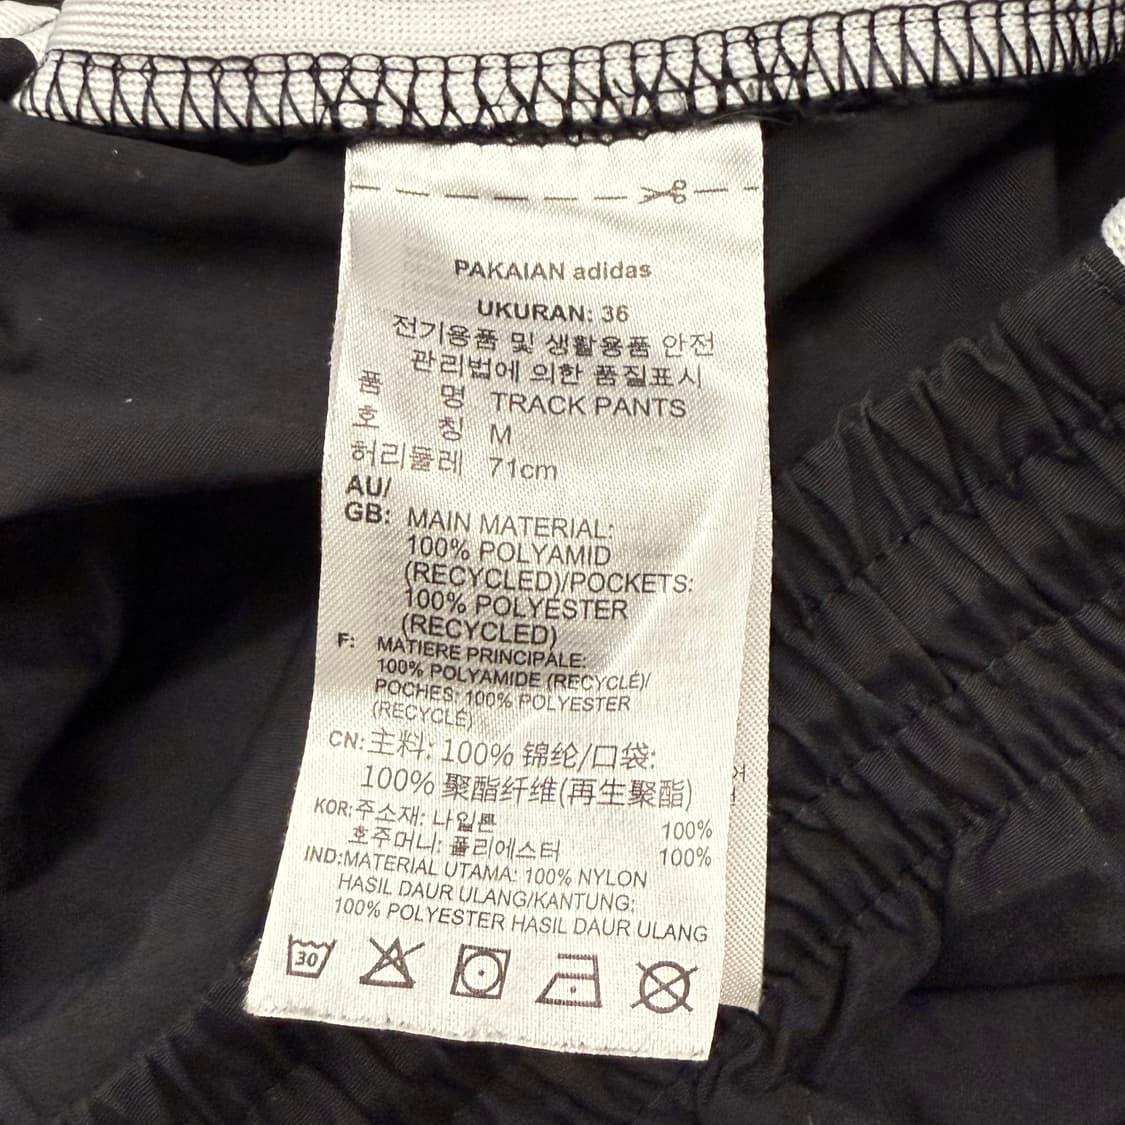 PAKAIAN adidas
UKURAN: 36
전기용품 및 생활용품 안전
관리법에 의한 품질표시
품 명 TRACK PANTS
호 칭 M
허리둘레 71cm
AU/
GB: MAIN MATERIAL:
100% POLYAMID
(RECYCLED)/POCKETS:
100% POLYESTER
(RECYCLED)
F: MATIERE PRINCIPALE:
100% POLYAMIDE (RECYCLÉ)/
POCHES: 100% POLYESTER
(RECYCLÉ)
CN: 主料: 100% 锦纶/口袋:
100% 聚酯纤维(再生聚酯)
KOR: 주소재: 나일론 100%
호주머니: 폴리에스터 100%
IND: MATERIAL UTAMA: 100% NYLON
HASIL DAUR ULANG/KANTUNG:
100% POLYESTER HASIL DAUR ULANG
30